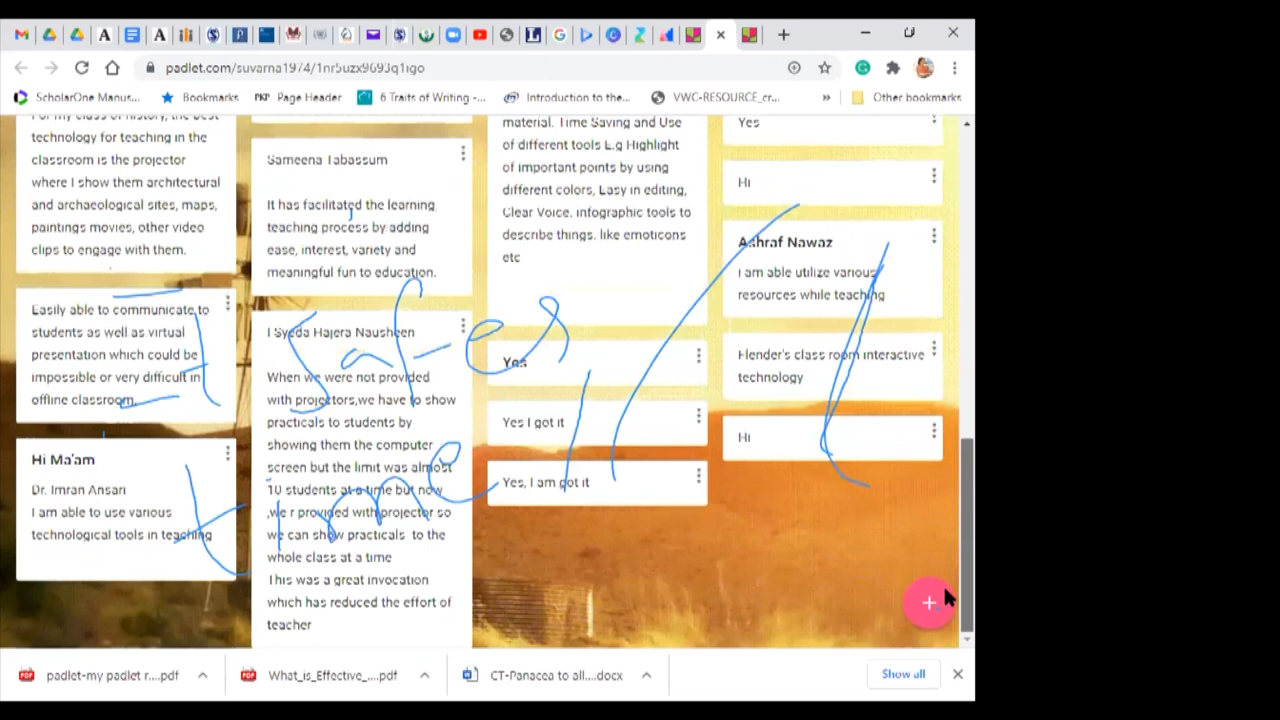 padlet.com/suvarna1974/1nr5uzx9693q1igo
ScholarOne Manus...
Bookmarks
PKP Page Header
6 Traits of Writing -...
Introduction to the...
VWC-RESOURCE_cr...
»
Other bookmarks
For my class of history, the best
technology for teaching in the
classroom is the projector
where I show them architectural
and archaeological sites, maps,
paintings movies, other video
clips to engage with them.
Easily able to communicate to
students as well as virtual
presentation which could be
impossible or very difficult in
offline classroom.
Hi Ma'am
Dr. Imran Ansari
I am able to use various
technological tools in teaching
Sameena Tabassum
It has facilitated the learning
teaching process by adding
ease, interest, variety and
meaningful fun to education.
I Syeda Hajera Nausheen
When we were not provided
with projectors,we have to show
practicals to students by
showing them the computer
screen but the limit was almost
10 students at a time but now
,we r provided with projector so
we can show practicals to the
whole class at a time
This was a great invocation
which has reduced the effort of
teacher
material. Time Saving and Use
of different tools E.g Highlight
of important points by using
different colors, Easy in editing,
Clear Voice. infographic tools to
describe things. like emoticons
etc
Yes
Yes I got it
Yes, I am got it
Yes
Hi
Ashraf Nawaz
I am able utilize various
resources while teaching
Flender's class room interactive
technology
Hi
time
padlet-my padlet r....pdf
What_is_Effective_....pdf
CT-Panacea to all....docx
Show all